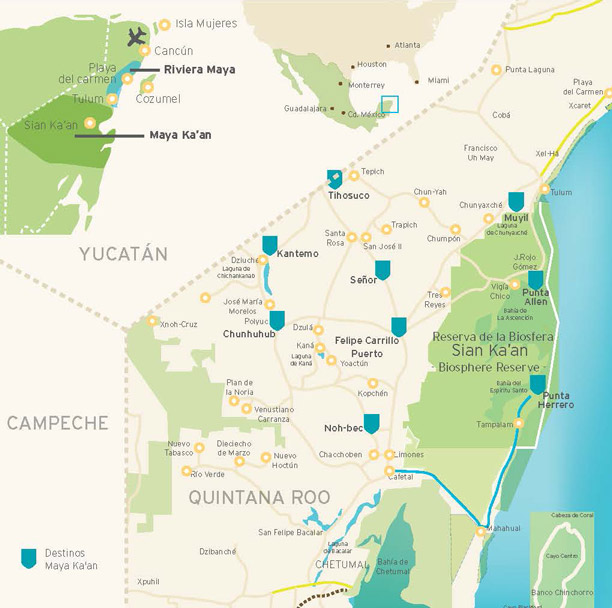 Isla Mujeres
Cancún
Playa
del carmen
Riviera Maya
Tulum
Cozumel
Sian Ka'an
Maya Ka'an
Atlanta
Houston
Monterrey
Miami
Guadalajara
Cd. México
Punta Laguna
Playa
del Carmen
Xcaret
Cobá
Francisco
Uh May
Xel-Há
Tulum
Tepich
Tihosuco
Chun-Yah
Chunyaxché
Muyil
Laguna
de Chunyaxché
YUCATÁN
Santa
Rosa
Trapich
San José II
Chumpón
Kantemo
Dzluché
Laguna de
Chichankanab
Señor
J.Rojo
Gómez
Vigía
Chico
Punta
Allen
Bahía de
La Ascención
José María
Morelos
Tres
Reyes
Xnoh-Cruz
Polyuc
Chunhuhub
Dzulá
Felipe Carrillo
Puerto
Kaná
Laguna
de Kaná
Yoactún
Reserva de la Biosfera
Sian Ka'an
Biosphere Reserve
Bahía del
Espíritu Santo
Punta
Herrero
Plan de
la Noria
Kopchén
CAMPECHE
Venustiano
Carranza
Noh-bec
Tampalam
Nuevo
Tabasco
Dieciecho
de Marzo
Nuevo
Hoctún
Chacchoben
Limones
Río Verde
Cafetal
QUINTANA ROO
San Felipe Bacalar
Mahahual
Cabeza de Coral
Destinos
Maya Ka'an
Dzibanché
Laguna
de Bacalar
CHETUMAL
Bahía de
Chetumal
Cayo Centro
Xpuhil
Banco Chinchorro